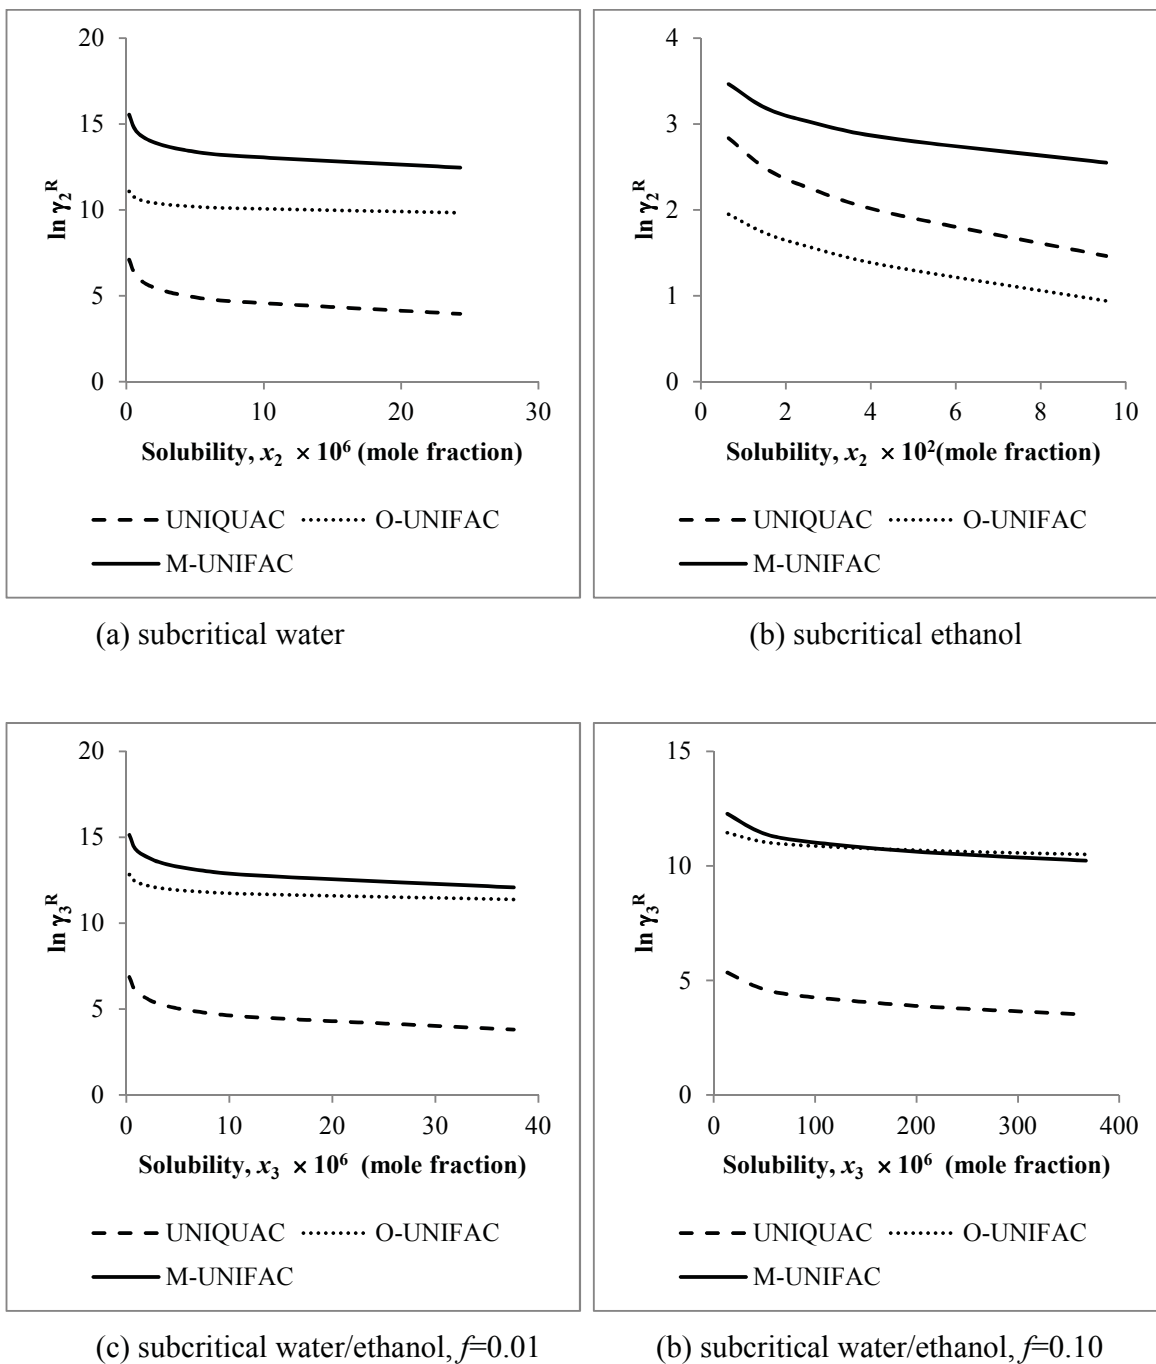 20
15
10
5
0
ln γ₂ᴿ
0 10 20 30
Solubility, x₂ × 10⁶ (mole fraction)
UNIQUAC O-UNIFAC
M-UNIFAC
(a) subcritical water
4
3
2
1
0
ln γ₂ᴿ
0 2 4 6 8 10
Solubility, x₂ × 10²(mole fraction)
UNIQUAC O-UNIFAC
M-UNIFAC
(b) subcritical ethanol
20
15
10
5
0
ln γ₃ᴿ
0 10 20 30 40
Solubility, x₃ × 10⁶ (mole fraction)
UNIQUAC O-UNIFAC
M-UNIFAC
(c) subcritical water/ethanol, f=0.01
15
10
5
0
ln γ₃ᴿ
0 100 200 300 400
Solubility, x₃ × 10⁶ (mole fraction)
UNIQUAC O-UNIFAC
M-UNIFAC
(b) subcritical water/ethanol, f=0.10